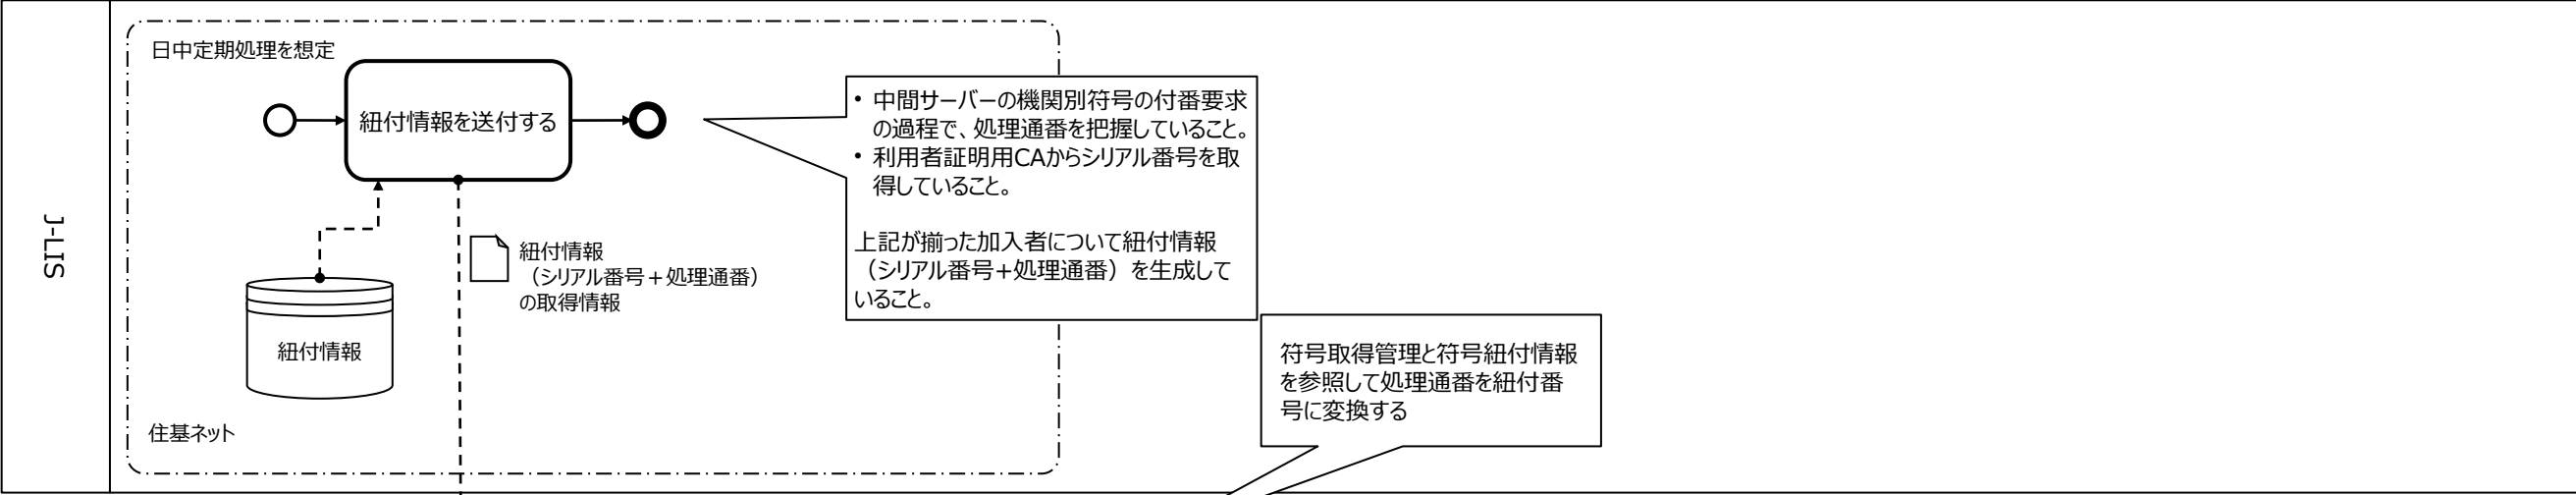 J-LIS
日中定期処理を想定
紐付情報を送付する
・中間サーバーの機関別符号の付番要求
の過程で、処理通番を把握していること。
・利用者証明用CAからシリアル番号を取
得していること。
上記が揃った加入者について紐付情報
（シリアル番号+処理通番）を生成して
いること。
紐付情報
（シリアル番号+処理通番）
の取得情報
紐付情報
住基ネット
符号取得管理と符号紐付情報
を参照して処理通番を紐付番
号に変換する